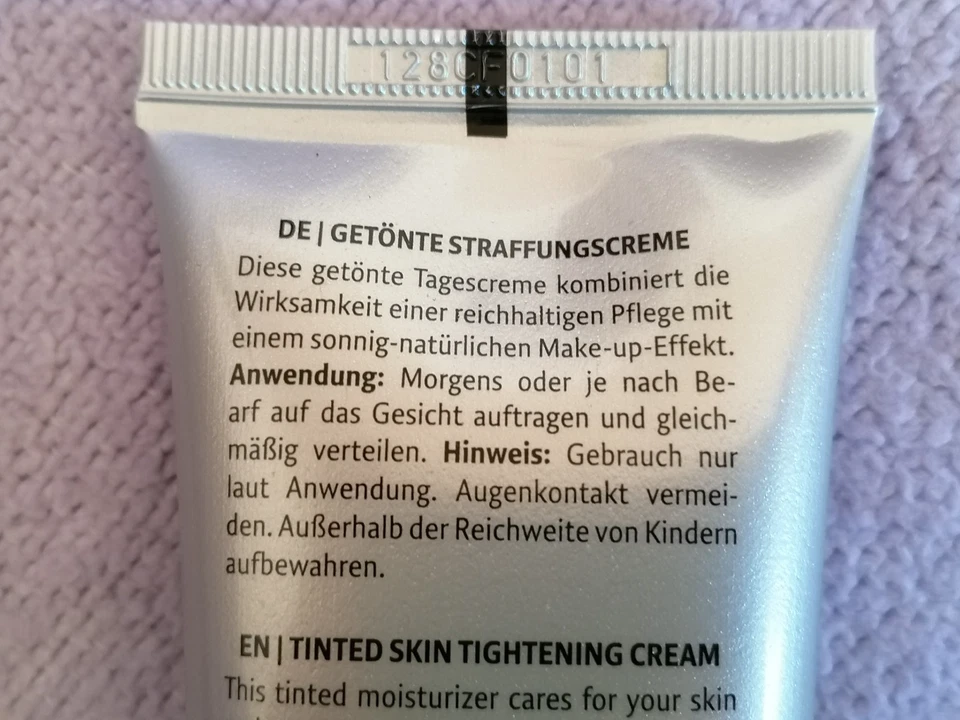 128CF0101
DE | GETÖNTE STRAFFUNGSCREME
Diese getönte Tagescreme kombiniert die
Wirksamkeit einer reichhaltigen Pflege mit
einem sonnig-natürlichen Make-up-Effekt.
Anwendung: Morgens oder je nach Be-
arf auf das Gesicht auftragen und gleich-
mäßig verteilen. Hinweis: Gebrauch nur
laut Anwendung. Augenkontakt vermei-
den. Außerhalb der Reichweite von Kindern
aufbewahren.
EN | TINTED SKIN TIGHTENING CREAM
This tinted moisturizer cares for your skin